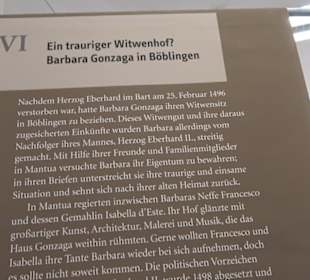 VI
Ein trauriger Witwenhof?
Barbara Gonzaga in Böblingen
Nachdem Herzog Eberhard im Bart am 25. Februar 1496
verstorben war, hatte Barbara Gonzaga ihren Witwensitz
in Böblingen zu beziehen. Dieses Witwengut und ihre daraus
zugesicherten Einkünfte wurden Barbara allerdings vom
Nachfolger ihres Mannes, Herzog Eberhard II., streitig
gemacht. Mit Hilfe ihrer Freunde und Familienmitglieder
in Mantua versuchte Barbara ihr Eigentum zu bewahren;
in ihren Briefen unterstreicht sie ihre traurige und einsame
Situation und sehnt sich nach ihrer alten Heimat zurück.
In Mantua regieren inzwischen Barbaras Neffe Francesco
und dessen Gemahlin Isabella d'Este. Ihr Hof glänzte mit
großartiger Kunst, Architektur, Malerei und Musik, die das
Haus Gonzaga weithin rühmten. Gerne wollten Francesco und
Isabella ihre Tante Barbara wieder bei sich aufnehmen, doch
es sollte nicht soweit kommen. Die politischen Vorzeichen
wurde 1498 abgesetzt und